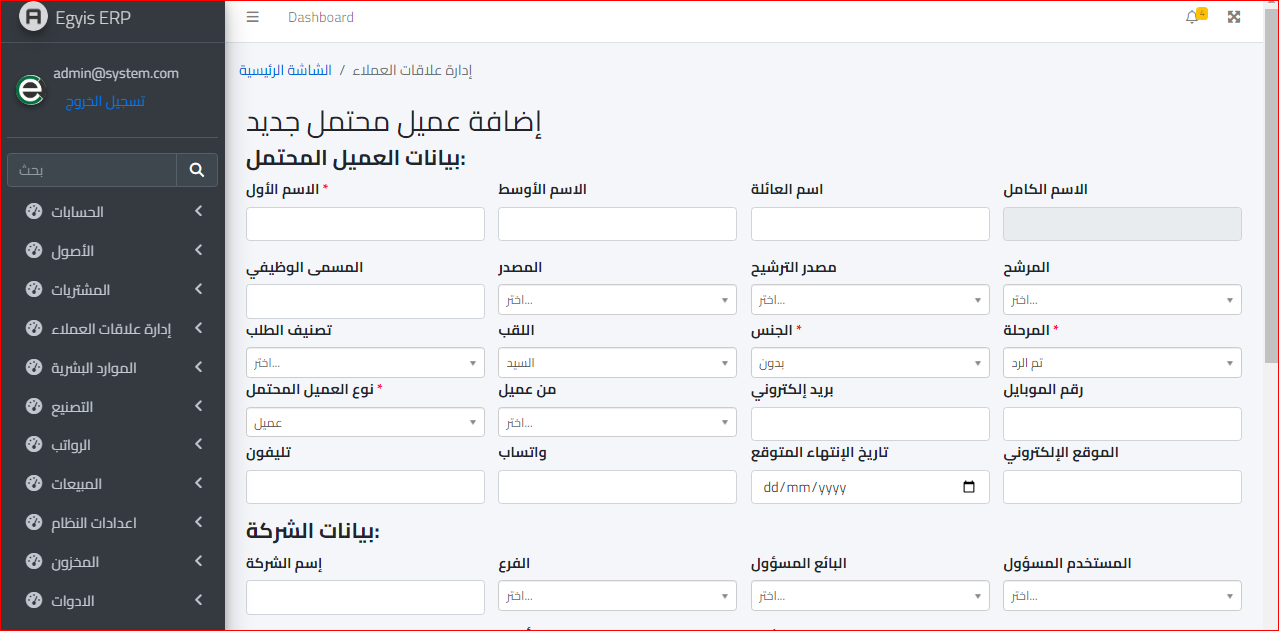 Egyis ERP
admin@system.com
تسجيل الخروج
بحث
الحسابات
الأصول
المشتريات
إدارة علاقات العملاء
الموارد البشرية
التصنيع
الرواتب
المبيعات
اعدادات النظام
المخزون
الادوات
Dashboard
4
الشاشة الرئيسية / إدارة علاقات العملاء
إضافة عميل محتمل جديد
بيانات العميل المحتمل:
الاسم الأول *
الاسم الأوسط
اسم العائلة
الاسم الكامل
المسمى الوظيفي
المصدر
اختر...
مصدر الترشيح
اختر...
المرشح
اختر...
تصنيف الطلب
اختر...
اللقب
السيد
الجنس *
بدون
المرحلة *
تم الرد
نوع العميل المحتمل *
عميل
من عميل
اختر...
بريد إلكتروني
رقم الموبايل
تليفون
واتساب
تاريخ الإنتهاء المتوقع
dd/mm/yyyy
الموقع الإلكتروني
بيانات الشركة:
إسم الشركة
الفرع
اختر...
البائع المسؤول
اختر...
المستخدم المسؤول
اختر...